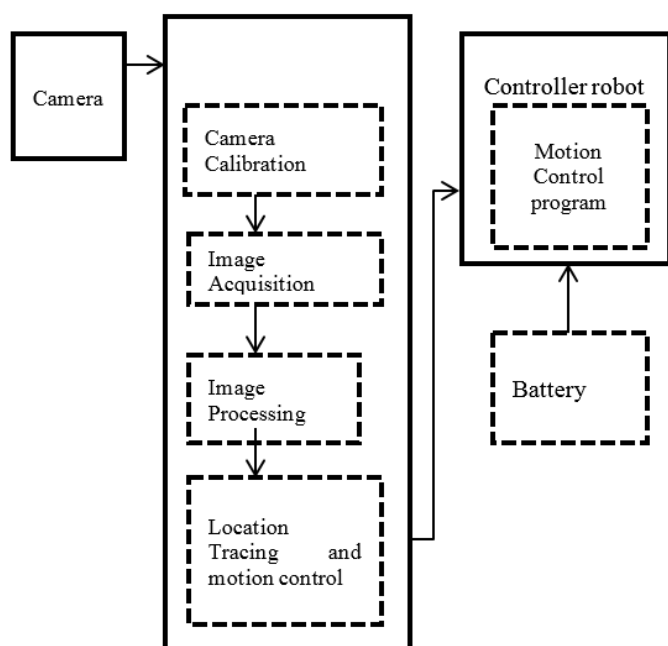 Camera
Camera
Calibration
Image
Acquisition
Image
Processing
Location
Tracing and
motion control
Controller robot
Motion
Control
program
Battery